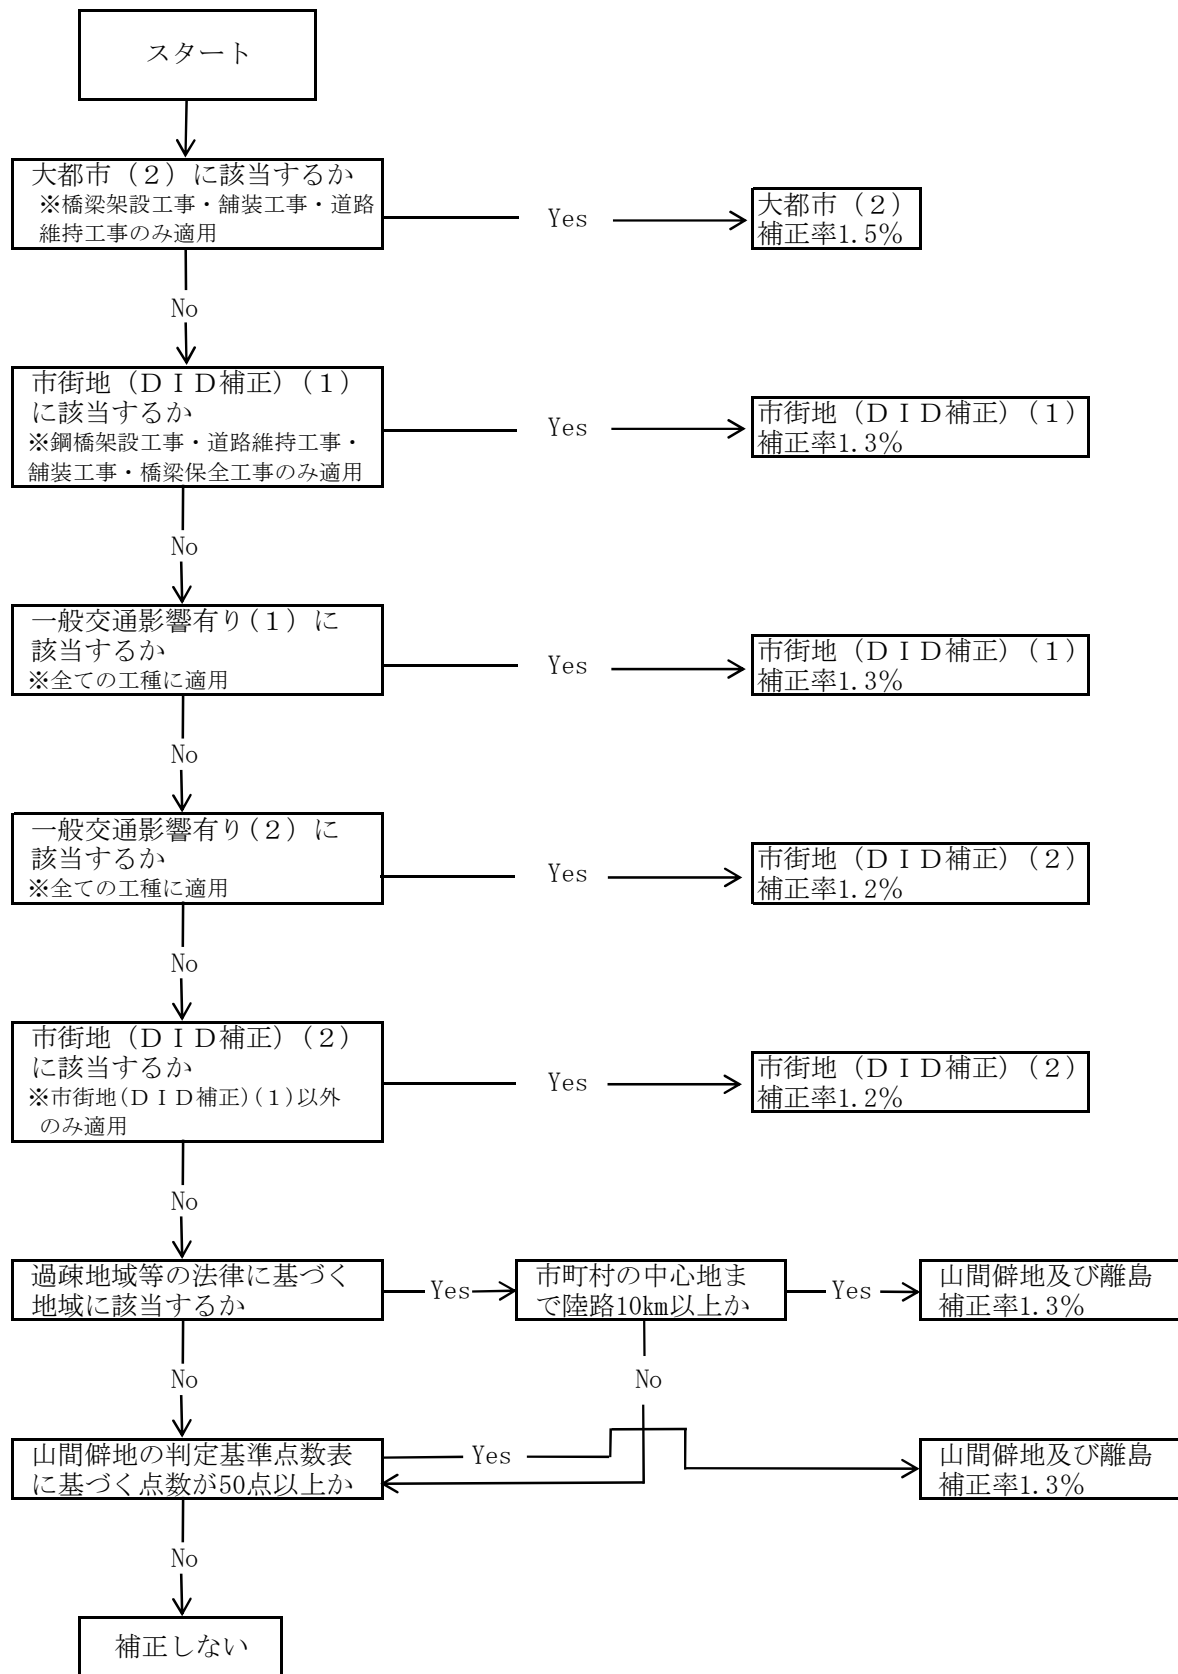 スタート
大都市（２）に該当するか
※橋梁架設工事・舗装工事・道路
維持工事のみ適用
Yes
大都市（２）
補正率1.5％
No
市街地（ＤＩＤ補正）（１）
に該当するか
※鋼橋架設工事・道路維持工事・
舗装工事・橋梁保全工事のみ適用
Yes
市街地（ＤＩＤ補正）（１）
補正率1.3％
No
一般交通影響有り(１）に
該当するか
※全ての工種に適用
Yes
市街地（ＤＩＤ補正）（１）
補正率1.3％
No
一般交通影響有り(２）に
該当するか
※全ての工種に適用
Yes
市街地（ＤＩＤ補正）（２）
補正率1.2％
No
市街地（ＤＩＤ補正）（２）
に該当するか
※市街地(ＤＩＤ補正)(１)以外
のみ適用
Yes
市街地（ＤＩＤ補正）（２）
補正率1.2％
No
過疎地域等の法律に基づく
地域に該当するか
Yes
市町村の中心地ま
で陸路10㎞以上か
Yes
山間僻地及び離島
補正率1.3％
No
No
山間僻地の判定基準点数表
に基づく点数が50点以上か
Yes
山間僻地及び離島
補正率1.3％
No
補正しない